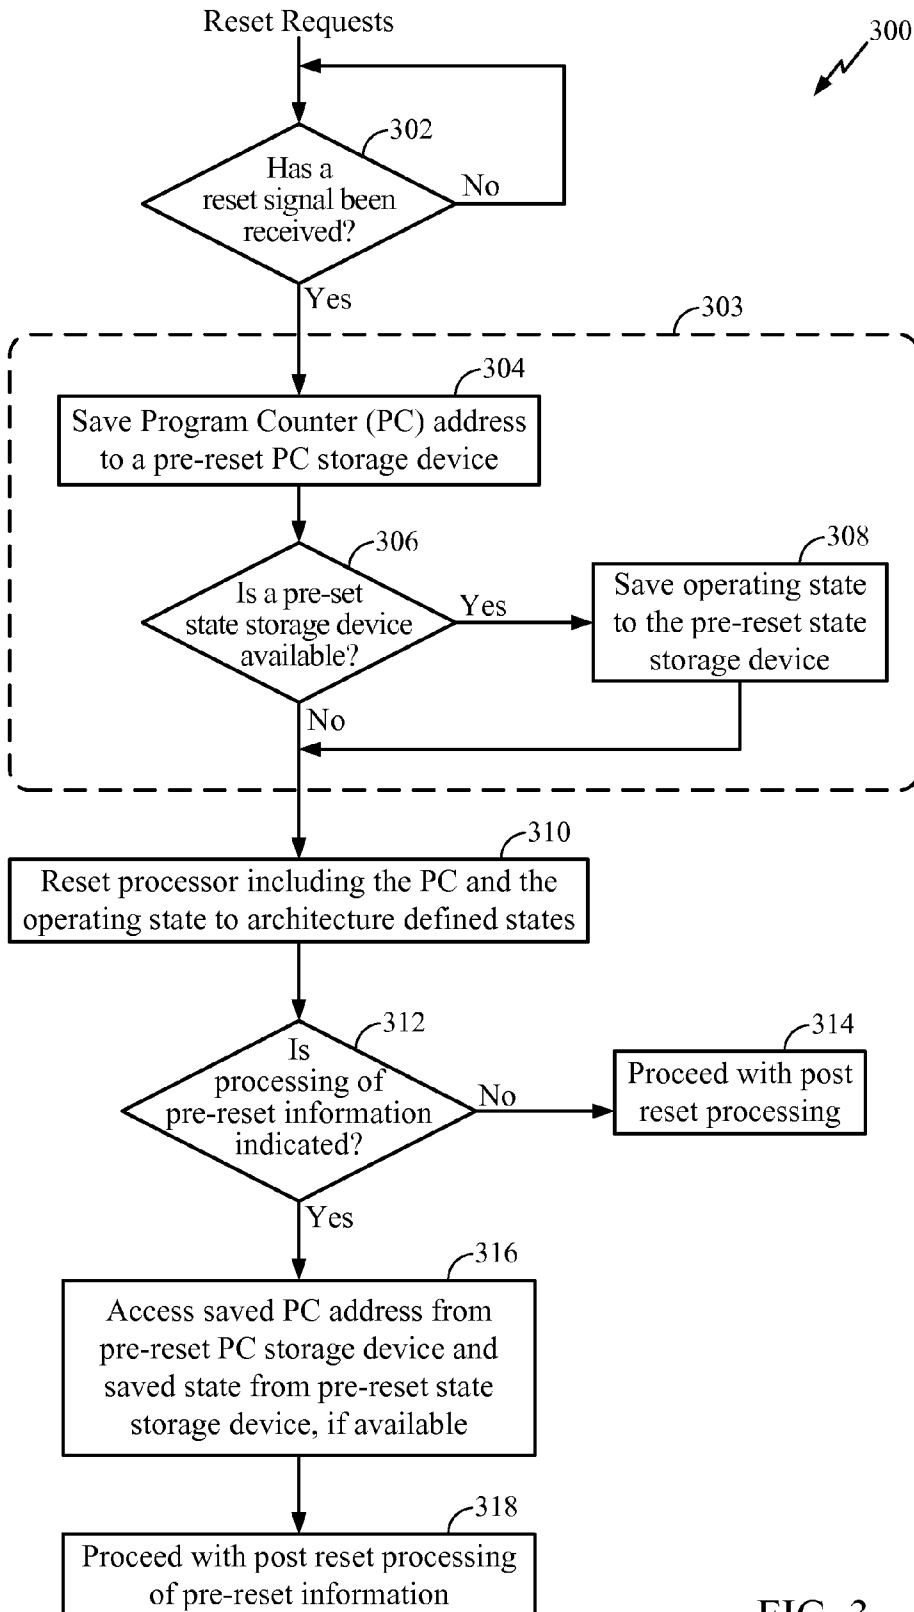 Reset Requests
300
302
Has a
reset signal been
received?
No
Yes
303
304
Save Program Counter (PC) address
to a pre-reset PC storage device
306
Is a pre-set
state storage device
available?
Yes
308
Save operating state
to the pre-reset state
storage device
No
310
Reset processor including the PC and the
operating state to architecture defined states
312
Is
processing of
pre-reset information
indicated?
No
314
Proceed with post
reset processing
Yes
316
Access saved PC address from
pre-reset PC storage device and
saved state from pre-reset state
storage device, if available
318
Proceed with post reset processing
of pre-reset information
FIG. 3